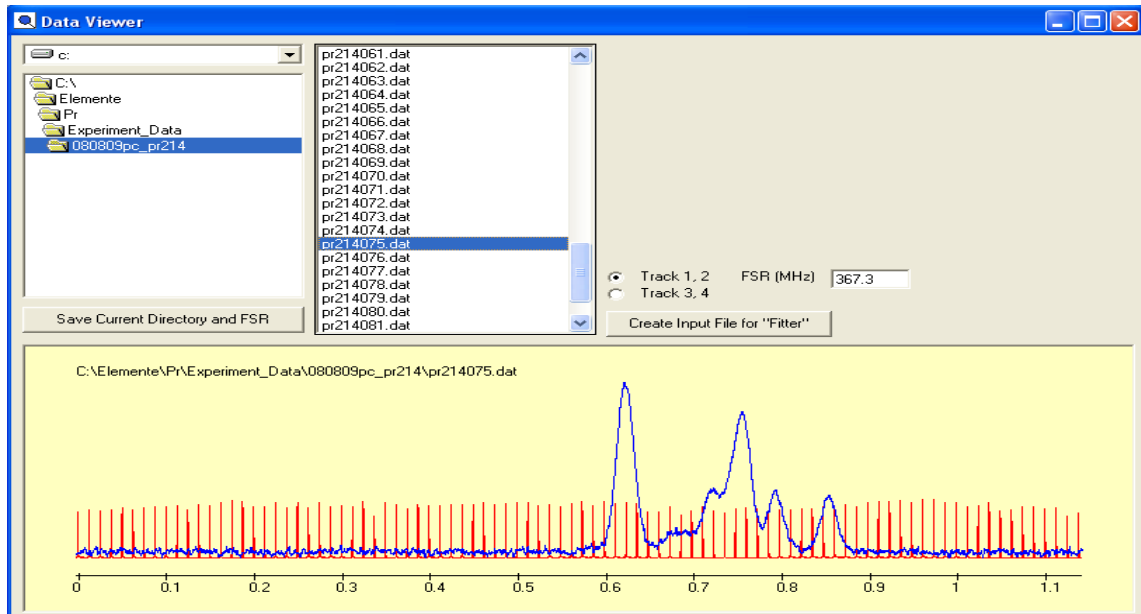 Data Viewer
c:
C:\
Elemente
Pr
Experiment_Data
080809pc_pr214
Save Current Directory and FSR
pr214061.dat
pr214062.dat
pr214063.dat
pr214064.dat
pr214065.dat
pr214066.dat
pr214067.dat
pr214068.dat
pr214069.dat
pr214070.dat
pr214071.dat
pr214072.dat
pr214073.dat
pr214074.dat
pr214075.dat
pr214076.dat
pr214077.dat
pr214078.dat
pr214079.dat
pr214080.dat
pr214081.dat
Track 1, 2 FSR (MHz) 367.3
Track 3, 4
Create Input File for "Fitter"
C:\Elemente\Pr\Experiment_Data\080809pc_pr214\pr214075.dat
0 0.1 0.2 0.3 0.4 0.5 0.6 0.7 0.8 0.9 1 1.1